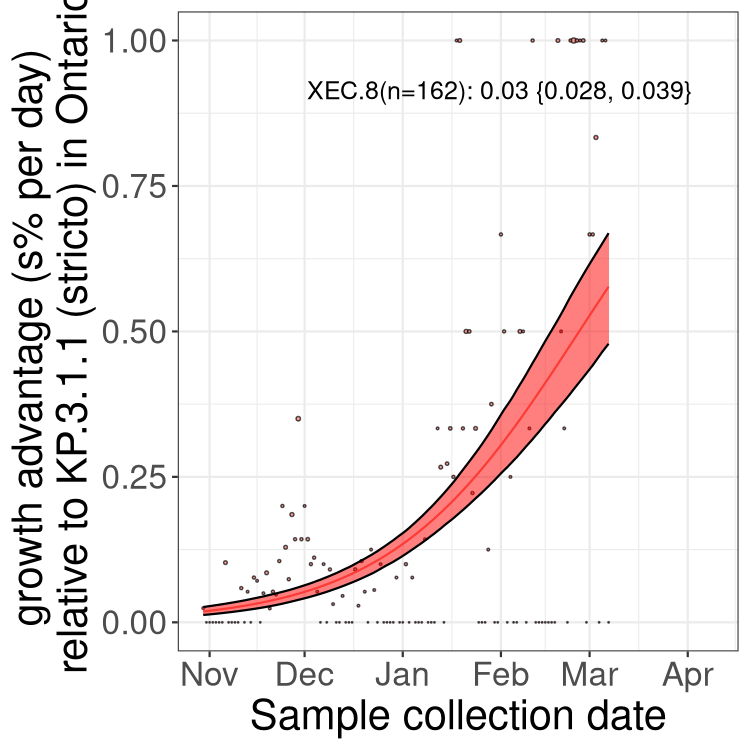 growth advantage (s% per day)
relative to KP.3.1.1 (stricto) in Ontario
1.00
0.75
0.50
0.25
0.00
XEC.8(n=162): 0.03 {0.028, 0.039}
Nov Dec Jan Feb Mar Apr
Sample collection date